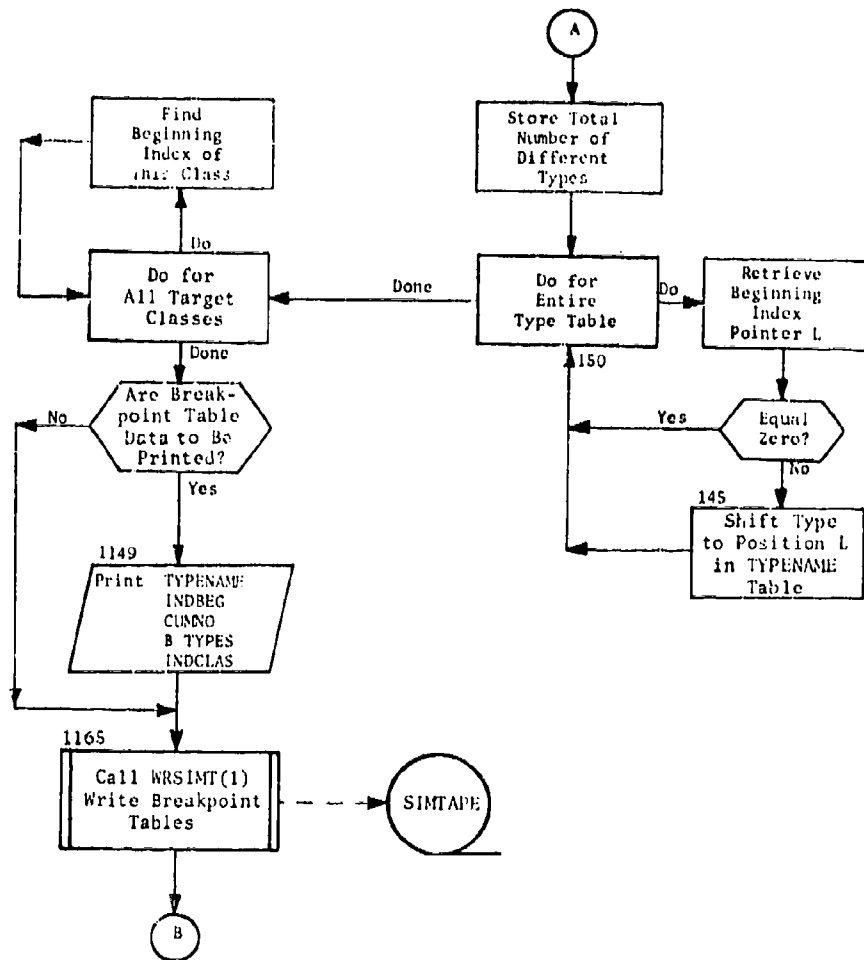 A
Store Total
Number of
Different
Types
Do for
Entire
Type Table
Do
Done
150
Retrieve
Beginning
Index
Pointer L
Equal
Zero?
Yes
No
145
Shift Type
to Position L
in TYPENAME
Table
Find
Beginning
Index of
This Class
Do
Do for
All Target
Classes
Done
Are Break-
point Table
Data to Be
Printed?
No
Yes
1149
Print TYPENAME
INDBEG
CUMNO
B TYPES
INDCLAS
1165
Call WRSIMT(1)
Write Breakpoint
Tables
SIMTAPE
B